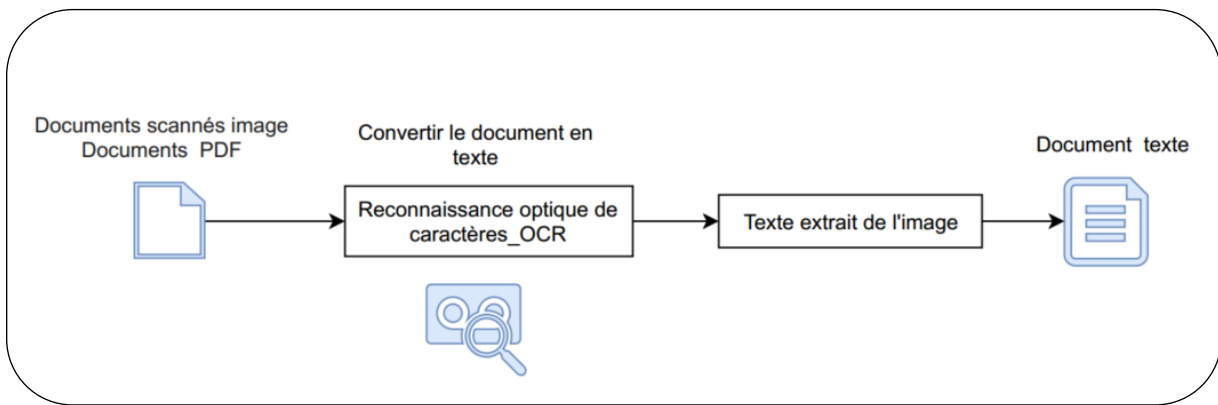 Documents scannés image
Documents PDF
Convertir le document en
texte
Reconnaissance optique de
caractères_OCR
Texte extrait de l'image
Document texte